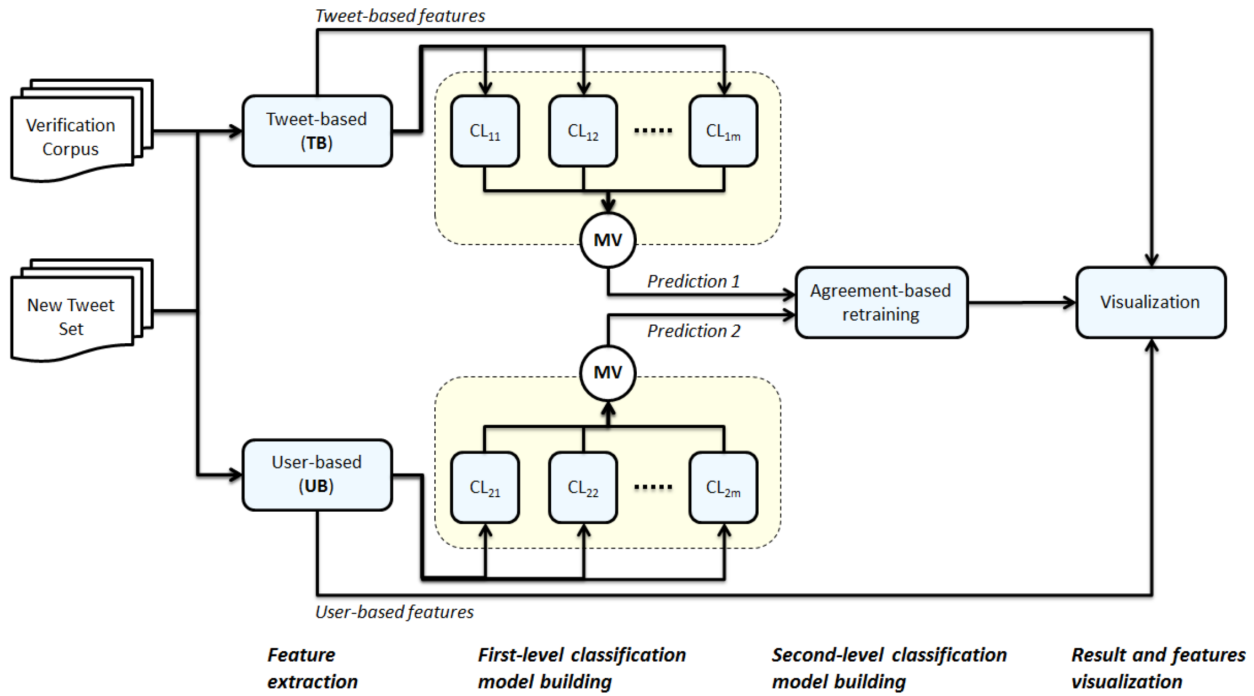 Tweet-based features
Verification
Corpus
Tweet-based
(TB)
CL11
CL12
.....
CL1m
MV
New Tweet
Set
Prediction 1
Agreement-based
retraining
Visualization
Prediction 2
MV
User-based
(UB)
CL21
CL22
.....
CL2m
User-based features
Feature
extraction
First-level classification
model building
Second-level classification
model building
Result and features
visualization